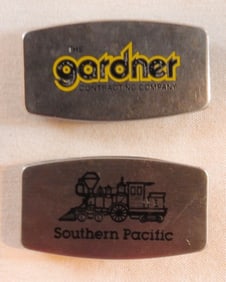 THE
gardner
CONTRACTING COMPANY
Southern Pacific